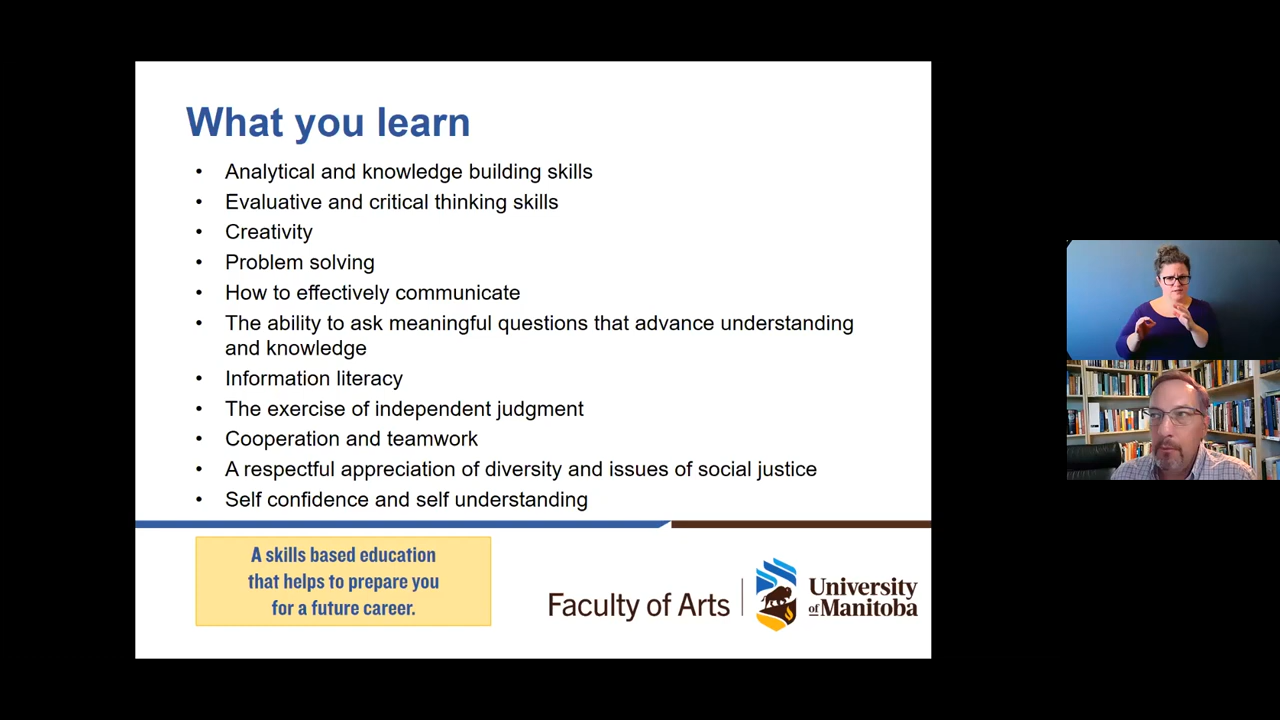 What you learn
• Analytical and knowledge building skills
• Evaluative and critical thinking skills
• Creativity
• Problem solving
• How to effectively communicate
• The ability to ask meaningful questions that advance understanding
and knowledge
• Information literacy
• The exercise of independent judgment
• Cooperation and teamwork
• A respectful appreciation of diversity and issues of social justice
• Self confidence and self understanding
A skills based education
that helps to prepare you
for a future career.
Faculty of Arts
University
of Manitoba